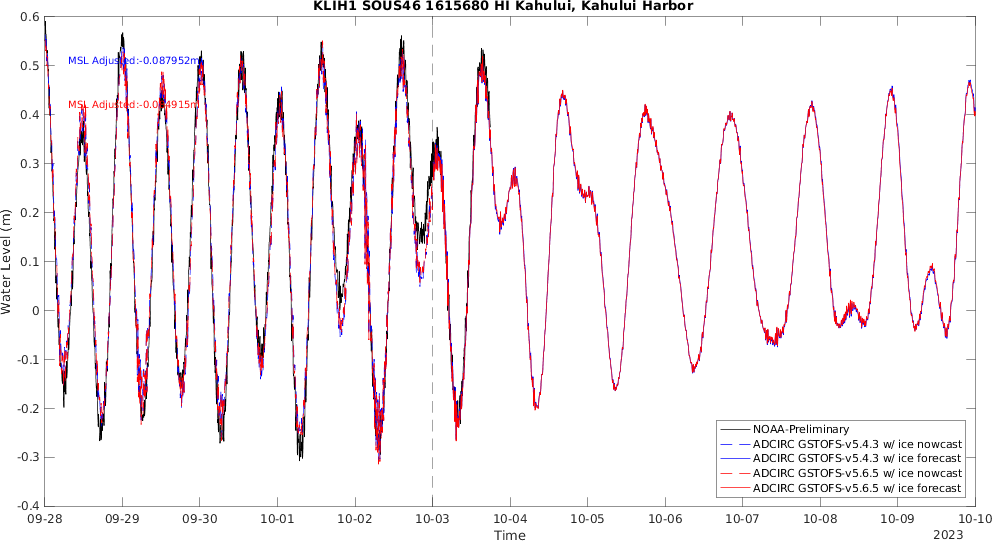 KLIH1 SOUS46 1615680 HI Kahului, Kahului Harbor
0.6
0.5
0.4
0.3
0.2
0.1
0
-0.1
-0.2
-0.3
-0.4
Water Level (m)
MSL Adjusted:-0.087952m
MSL Adjusted:
NOAA-Preliminary
ADCIRC GSTOFS-v5.4.3 w/ ice nowcast
ADCIRC GSTOFS-v5.4.3 w/ ice forecast
ADCIRC GSTOFS-v5.6.5 w/ ice nowcast
ADCIRC GSTOFS-v5.6.5 w/ ice forecast
09-28 09-29 09-30 10-01 10-02 10-03 10-04 10-05 10-06 10-07 10-08 10-09 10-10
Time
2023